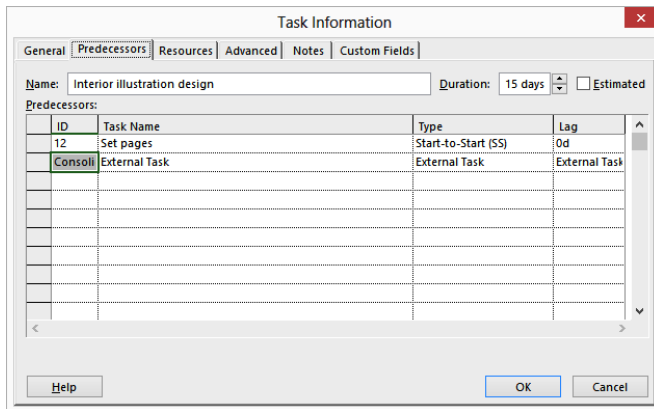 Task Information
General Predecessors Resources Advanced Notes Custom Fields
Name: Interior illustration design Duration: 15 days Estimated
Predecessors:
ID Task Name Type Lag
12 Set pages Start-to-Start (SS) 0d
Consoli External Task External Task External Task
Help OK Cancel